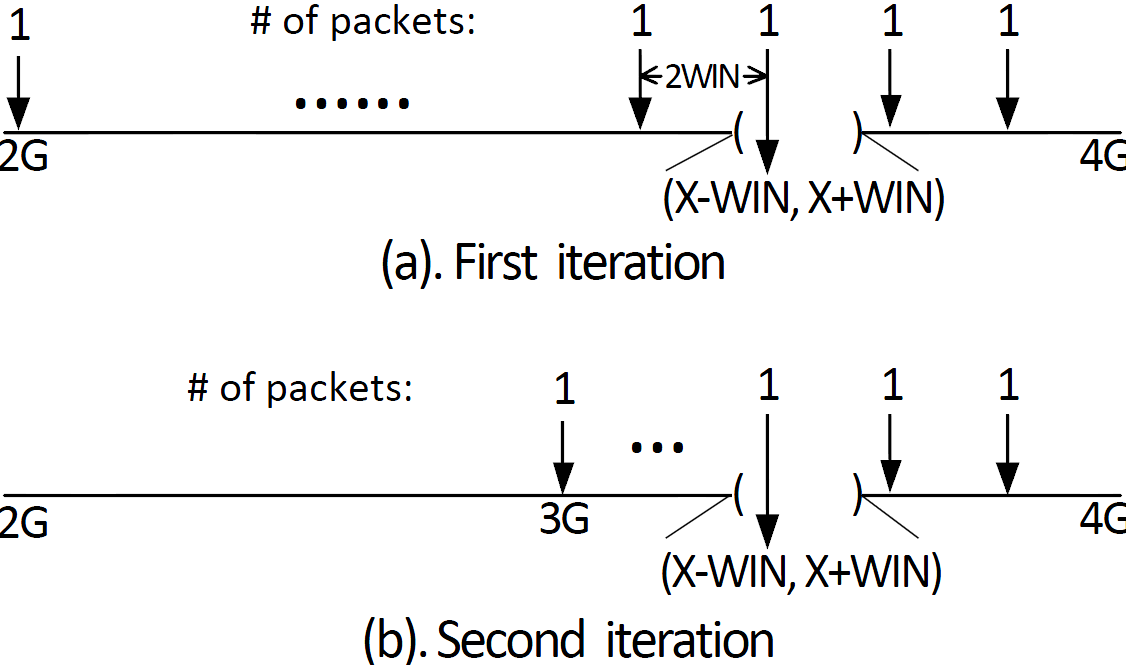 1 # of packets: 1 1 1 1
2WIN
......
( )
2G 4G
(X-WIN, X+WIN)
(a). First iteration
# of packets: 1 1 1 1
...
( )
2G 3G 4G
(X-WIN, X+WIN)
(b). Second iteration